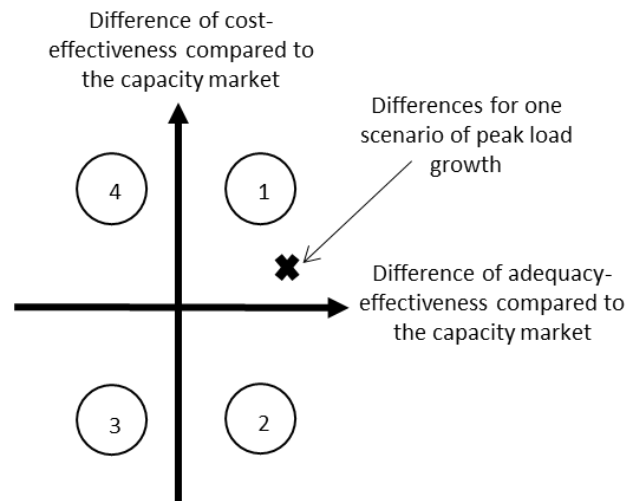 Difference of cost-
effectiveness compared to
the capacity market
Differences for one
scenario of peak load
growth
4
1
Difference of adequacy-
effectiveness compared to
the capacity market
3
2